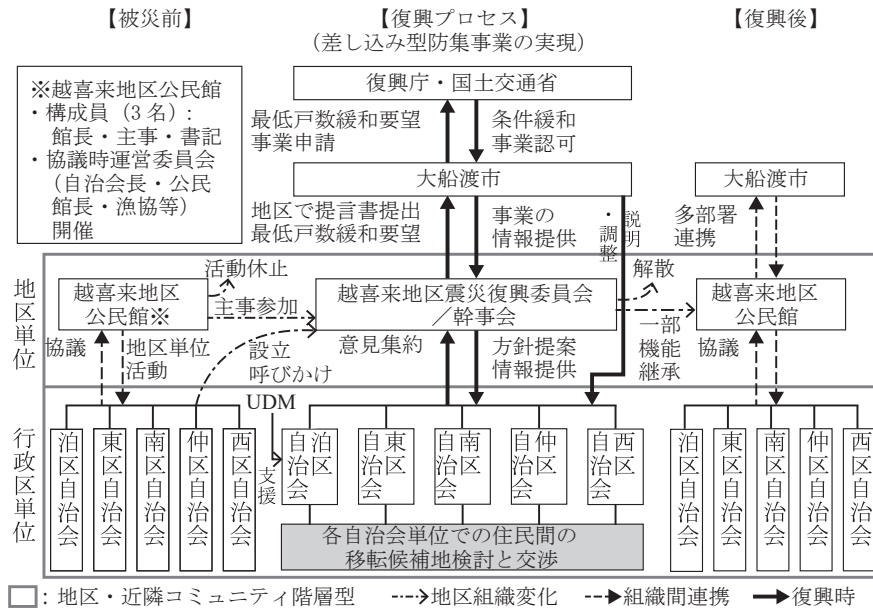 【被災前】
【復興プロセス】
(差し込み型防集事業の実現)
【復興後】
※越喜来地区公民館
・構成員(3名):
館長・主事・書記
・協議時運営委員会
(自治会長・公民
館長・漁協等)
開催
復興庁・国土交通省
最低戸数緩和要望
事業申請
条件緩和
事業認可
大船渡市
地区で提言書提出
最低戸数緩和要望
事業の
情報提供
説明
・調整
大船渡市
多部署
連携
地区単位
活動休止
越喜来地区
公民館※
主事参加
越喜来地区震災復興委員会
/幹事会
解散
越喜来地区
公民館
協議
地区単位
活動
設立
呼びかけ
意見集約
方針提案
情報提供
一部
機能
継承
協議
行政区単位
UDM
支援
泊区自治会
東区自治会
南区自治会
仲区自治会
西区自治会
泊区
自治会
東区
自治会
南区
自治会
仲区
自治会
西区
自治会
泊区自治会
東区自治会
南区自治会
仲区自治会
西区自治会
各自治会単位での住民間の
移転候補地検討と交渉
:地区・近隣コミュニティ階層型
地区組織変化
組織間連携
復興時